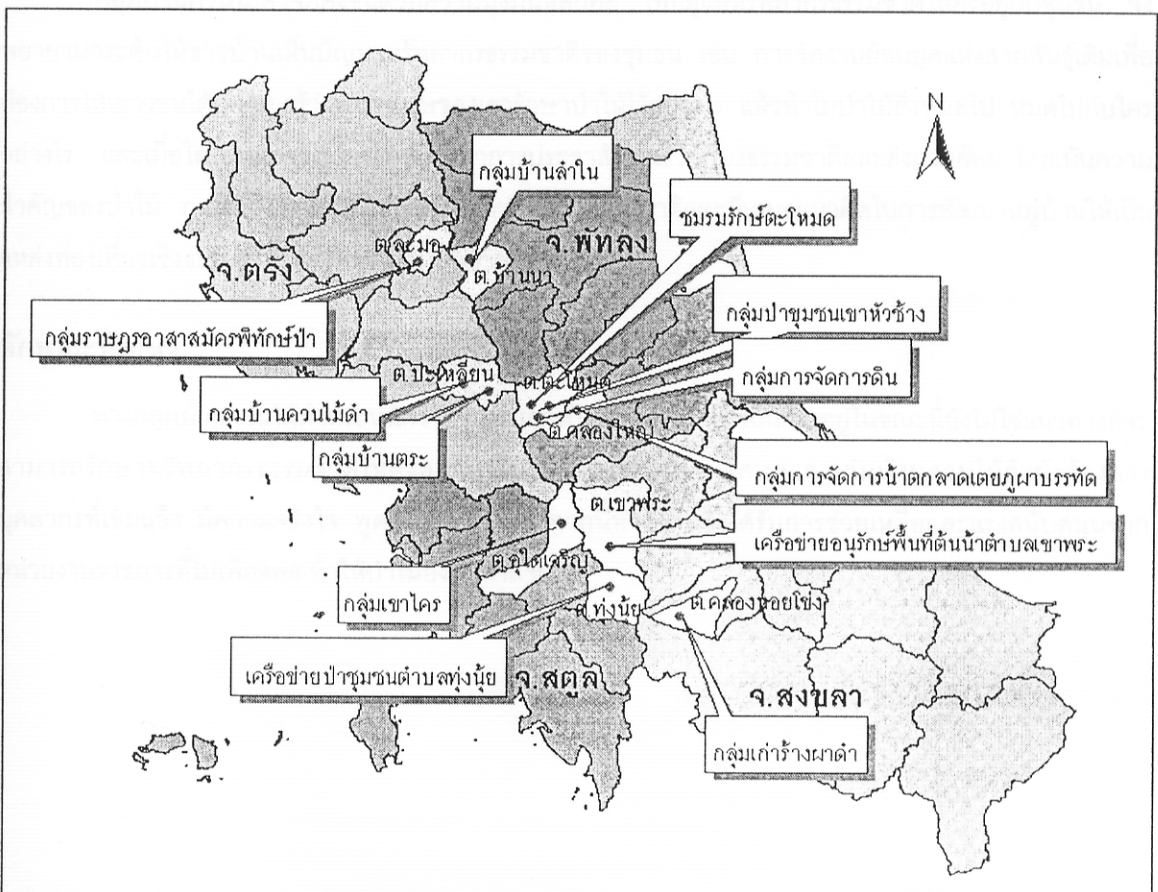 N
กลุ่มบ้านลำใน
ชมรมรักษ์ตะโหมด
จ.พัทลุง
ต.ละมอ
ต.บ้านนา
จ.ตรัง
กลุ่มป่าชุมชนเขาหัวช้าง
กลุ่มราษฎรอาสาสมัครพิทักษ์ป่า
ต.ปะเหลียน
ต.ตะโหมด
กลุ่มการจัดการดิน
กลุ่มบ้านควนไม้ดำ
ต.คลองใหญ่
กลุ่มบ้านตระ
กลุ่มการจัดการน้ำตกลาดเตยภูผาบรรทัด
ต.เขาพระ
เครือข่ายอนุรักษ์พื้นที่ต้นน้ำตำบลเขาพระ
ต.อุไดเจริญ
กลุ่มเขาไคร
ต.ทุ่งนุ้ย
ต.คลองหอยโข่ง
เครือข่ายป่าชุมชนตำบลทุ่งนุ้ย
จ.สตูล
จ.สงขลา
กลุ่มเก่าร้างผาดำ